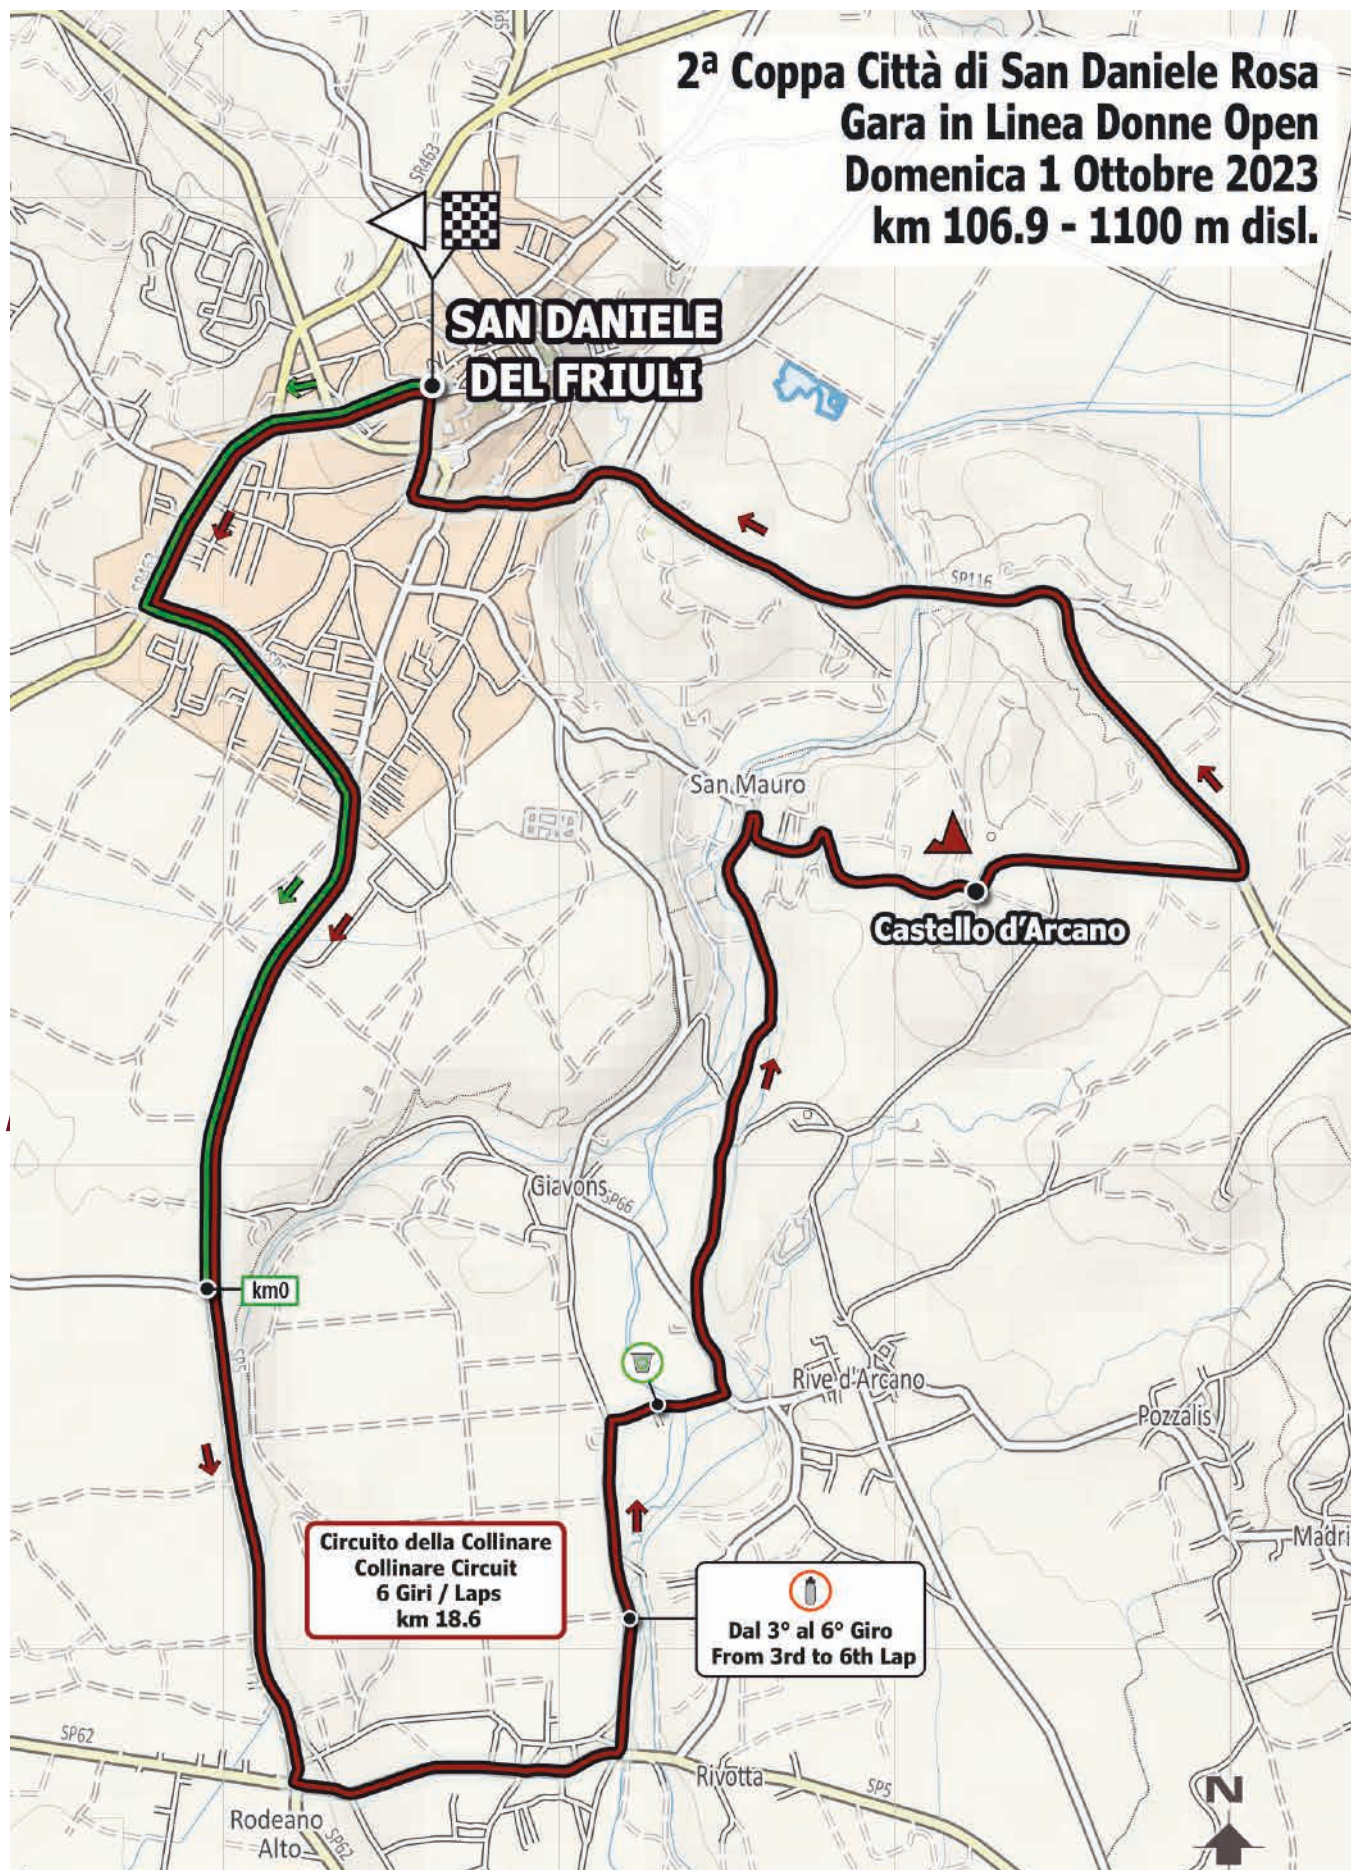 2ª Coppa Città di San Daniele Rosa
Gara in Linea Donne Open
Domenica 1 Ottobre 2023
km 106.9 - 1100 m disl.
SR463
SAN DANIELE
DEL FRIULI
SR463
SP116
San Mauro
Castello d'Arcano
Giavons
SP66
km0
SP5
Rive d'Arcano
Pozzalis
Circuito della Collinare
Collinare Circuit
6 Giri / Laps
km 18.6
Madri
Dal 3° al 6° Giro
From 3rd to 6th Lap
SP62
Rivotta
SP5
N
Rodeano
Alto
SP62